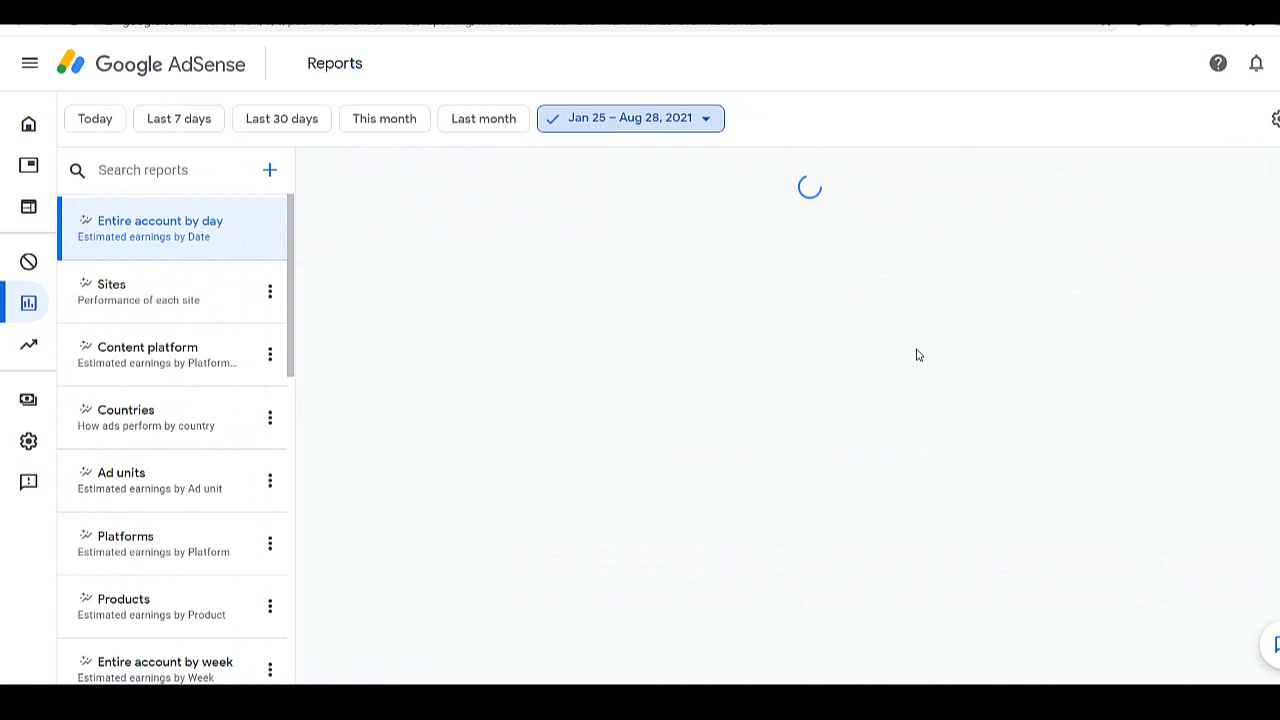 Google AdSense
Reports
Today
Last 7 days
Last 30 days
This month
Last month
Jan 25 – Aug 28, 2021
Search reports
Entire account by day
Estimated earnings by Date
Sites
Performance of each site
Content platform
Estimated earnings by Platform...
Countries
How ads perform by country
Ad units
Estimated earnings by Ad unit
Platforms
Estimated earnings by Platform
Products
Estimated earnings by Product
Entire account by week
Estimated earnings by Week